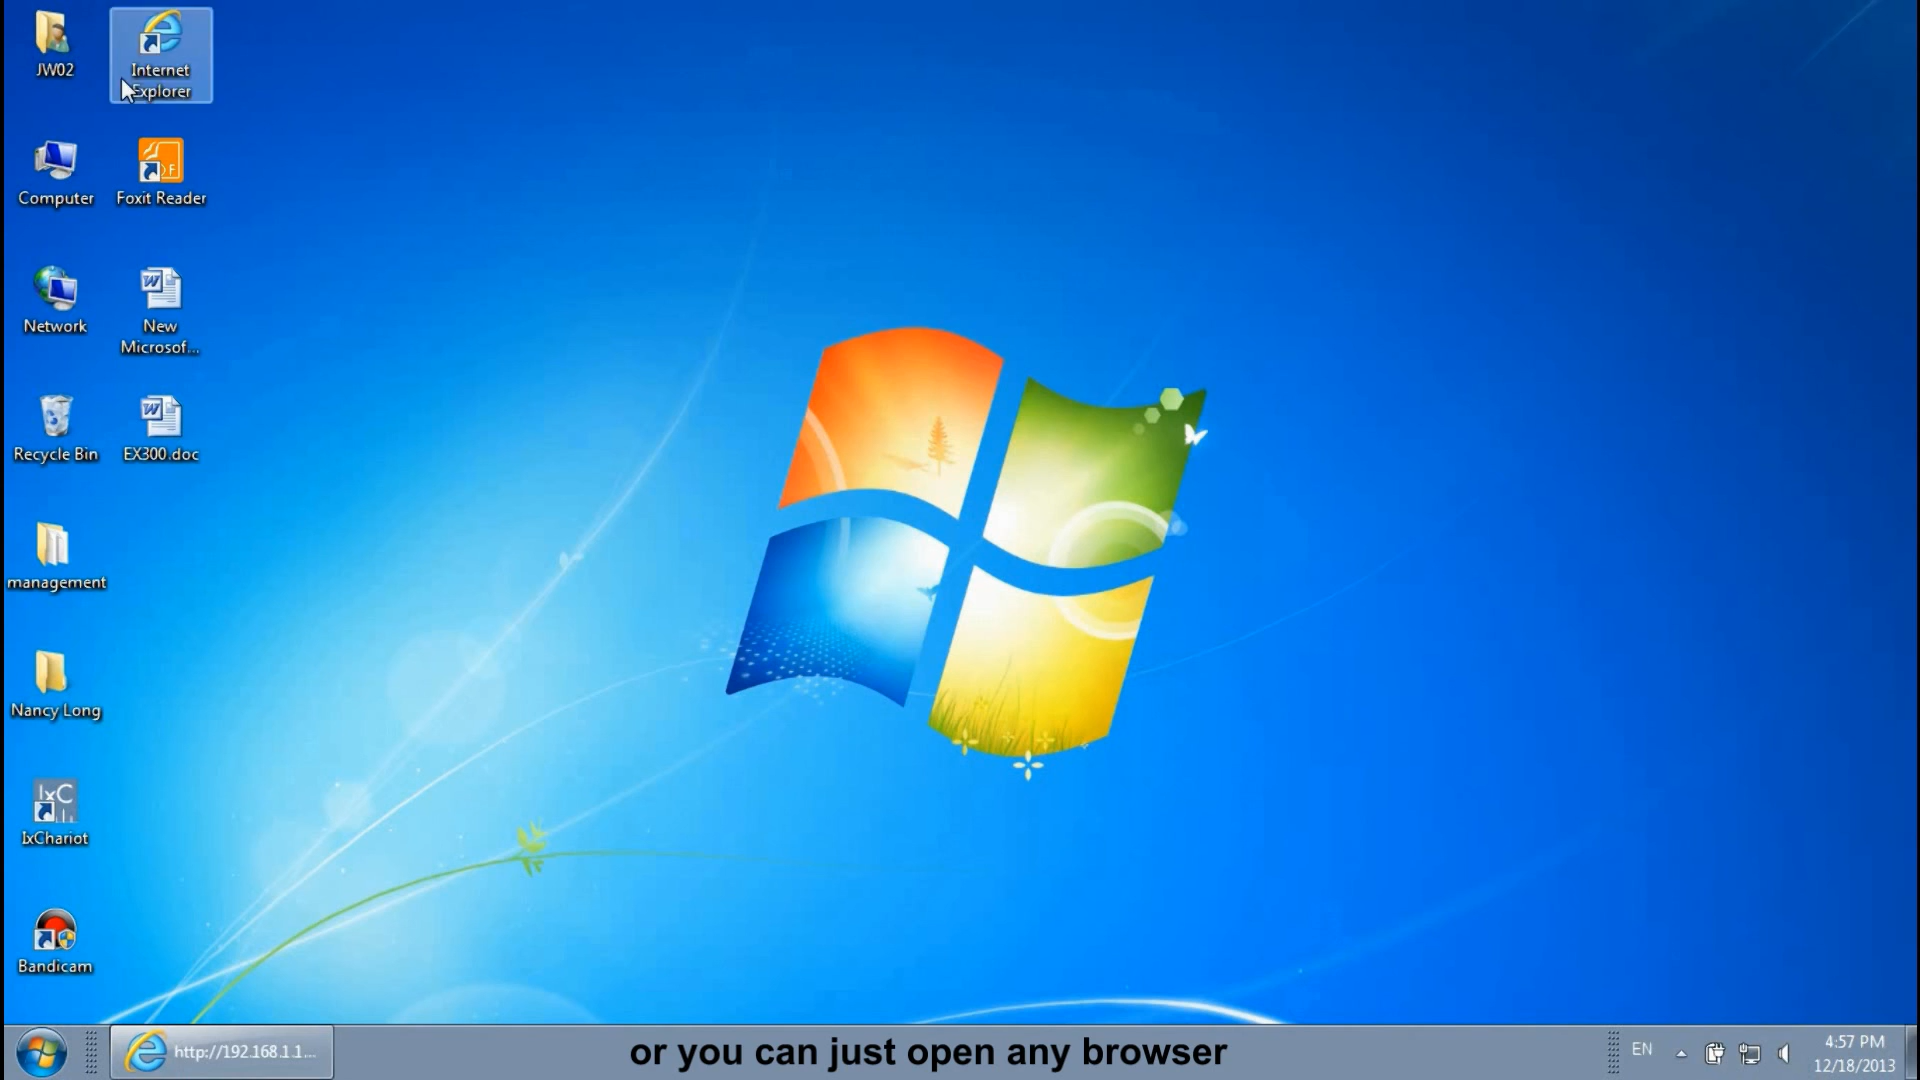 JW02
Internet
Explorer
Computer
Foxit Reader
Network
New
Microsof...
Recycle Bin
EX300.doc
management
Nancy Long
IxC
IxChariot
Bandicam
http://192.168.1.1...
or you can just open any browser
EN
4:57 PM
12/18/2013